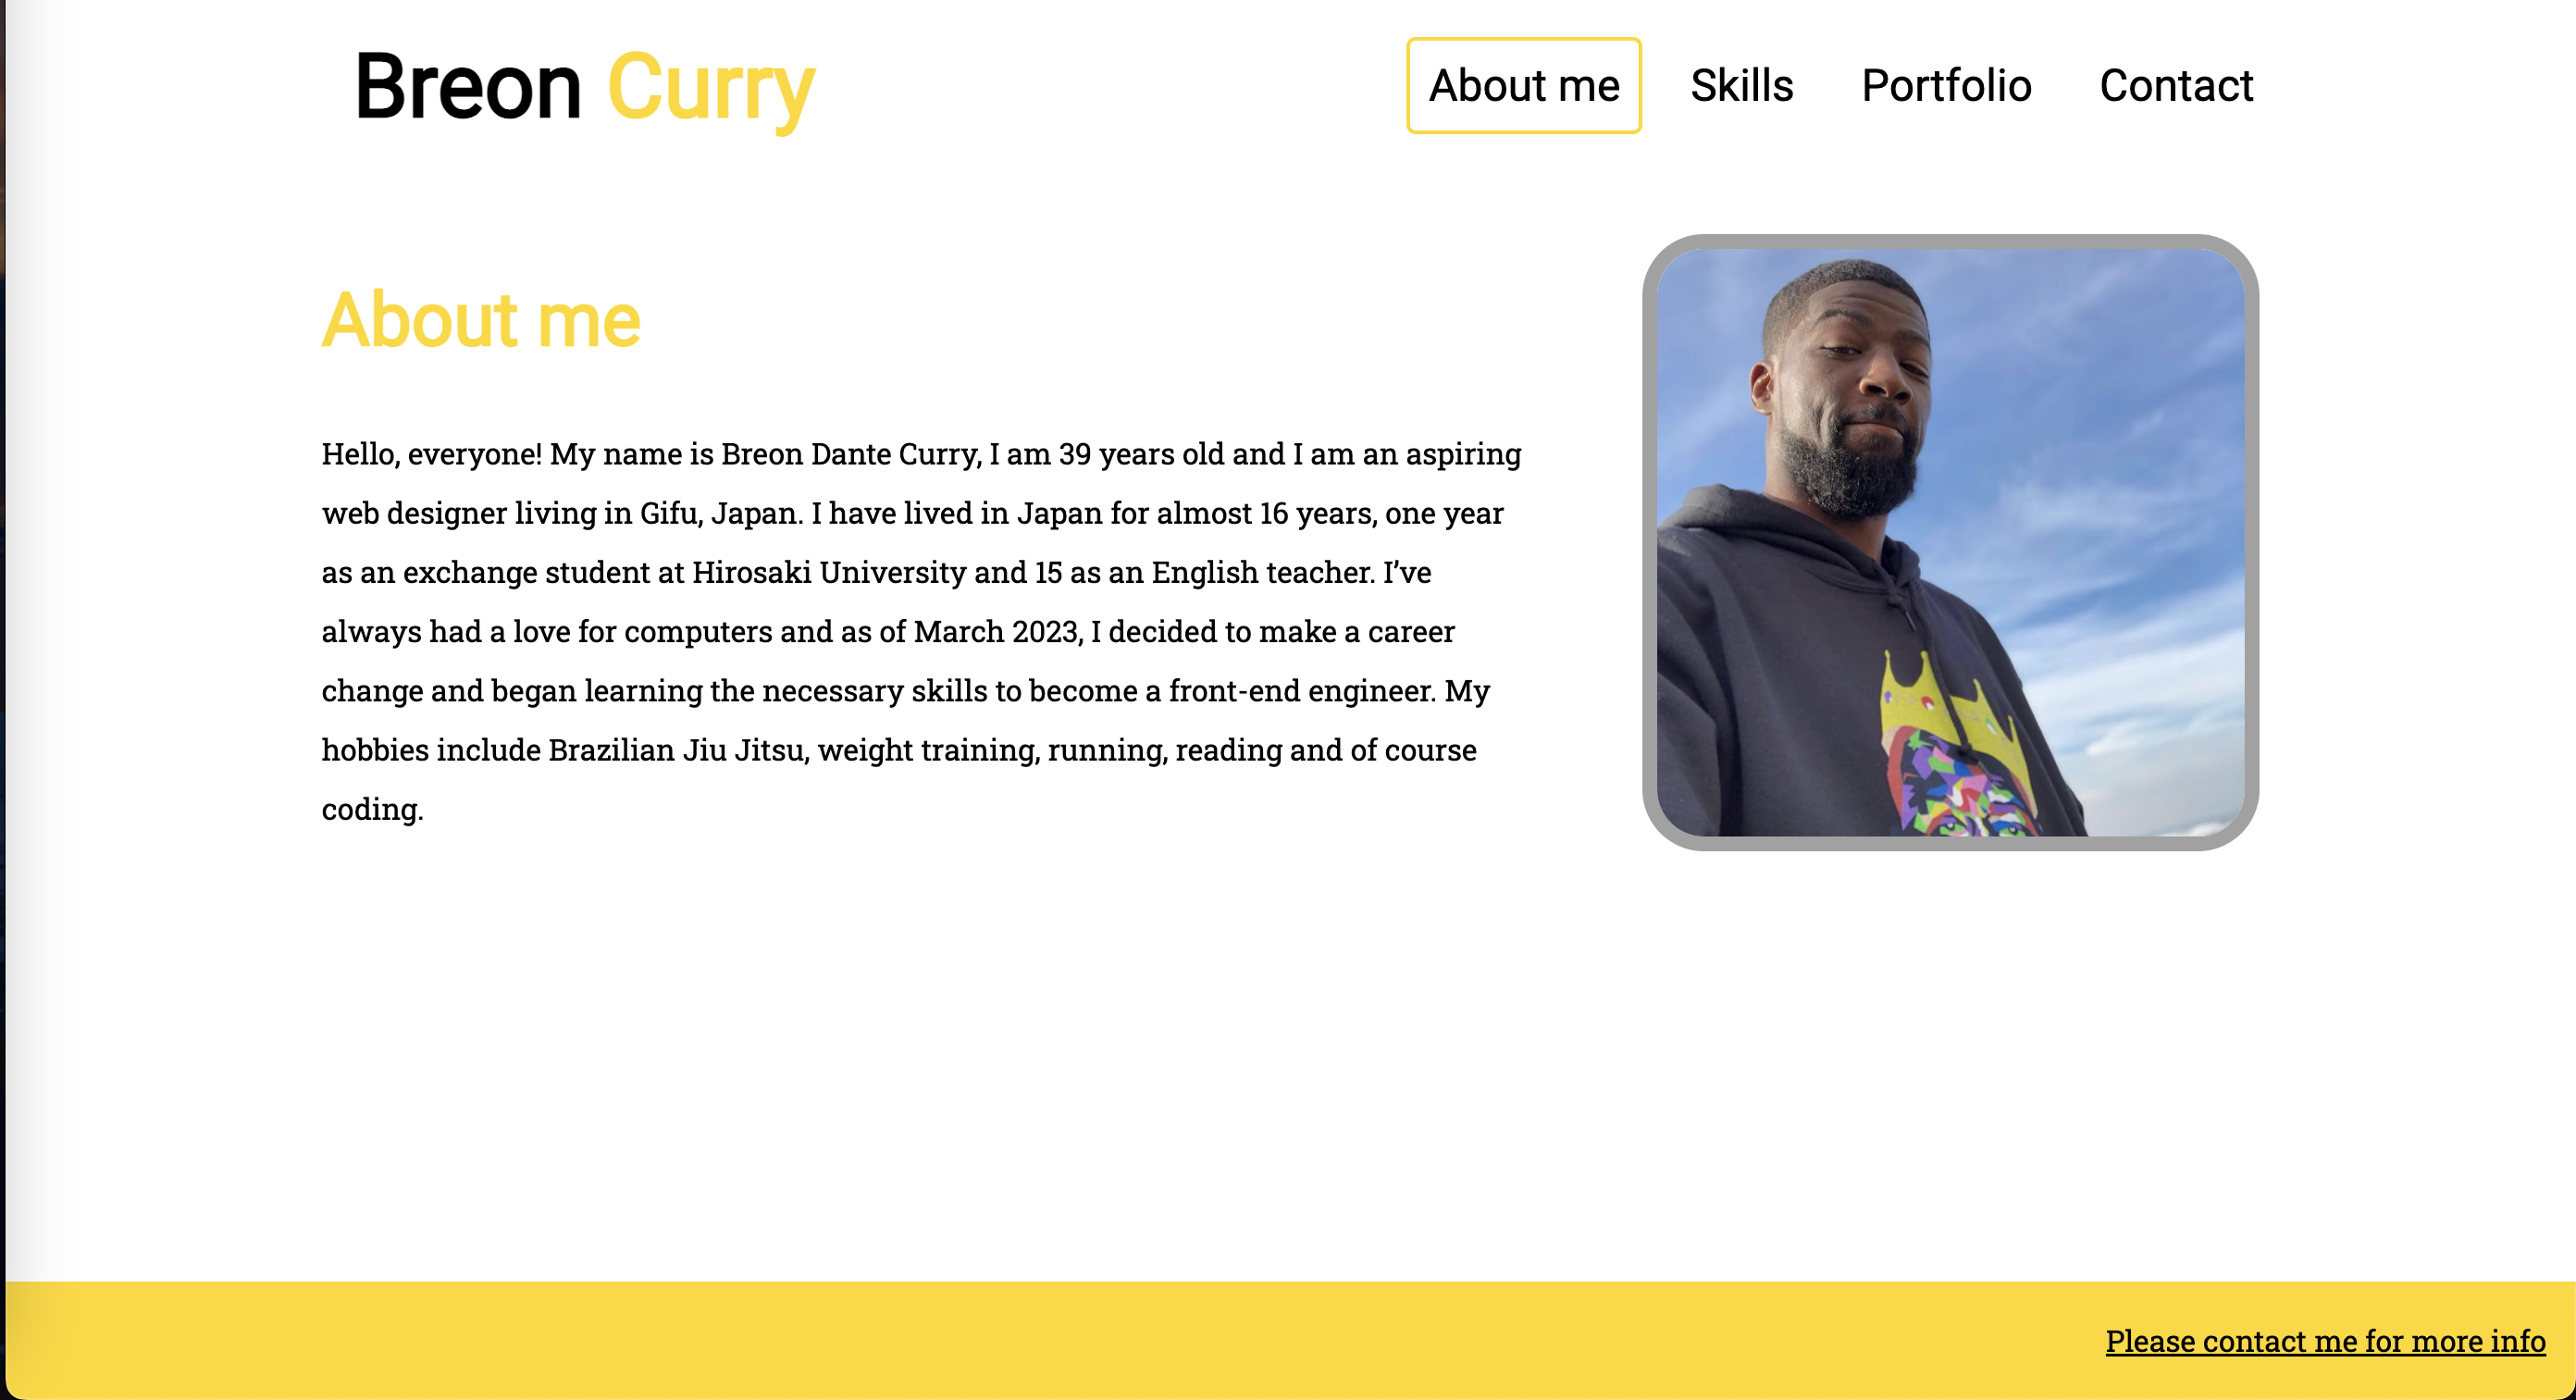 Breon Curry
About me
Skills
Portfolio
Contact
About me
Hello, everyone! My name is Breon Dante Curry, I am 39 years old and I am an aspiring
web designer living in Gifu, Japan. I have lived in Japan for almost 16 years, one year
as an exchange student at Hirosaki University and 15 as an English teacher. I’ve
always had a love for computers and as of March 2023, I decided to make a career
change and began learning the necessary skills to become a front-end engineer. My
hobbies include Brazilian Jiu Jitsu, weight training, running, reading and of course
coding.
Please contact me for more info